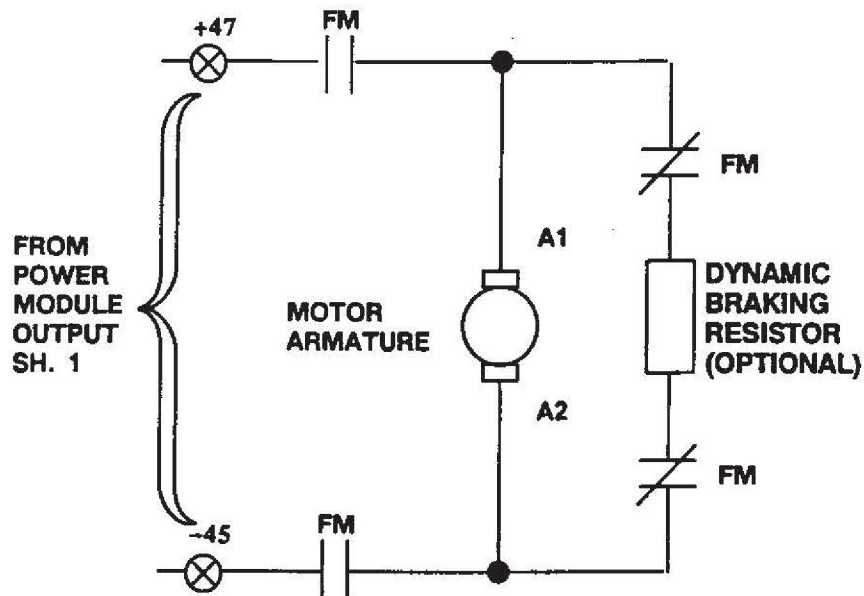 +47
FM
FM
FROM
POWER
MODULE
OUTPUT
SH. 1
A1
MOTOR
ARMATURE
A2
DYNAMIC
BRAKING
RESISTOR
(OPTIONAL)
FM
-45
FM